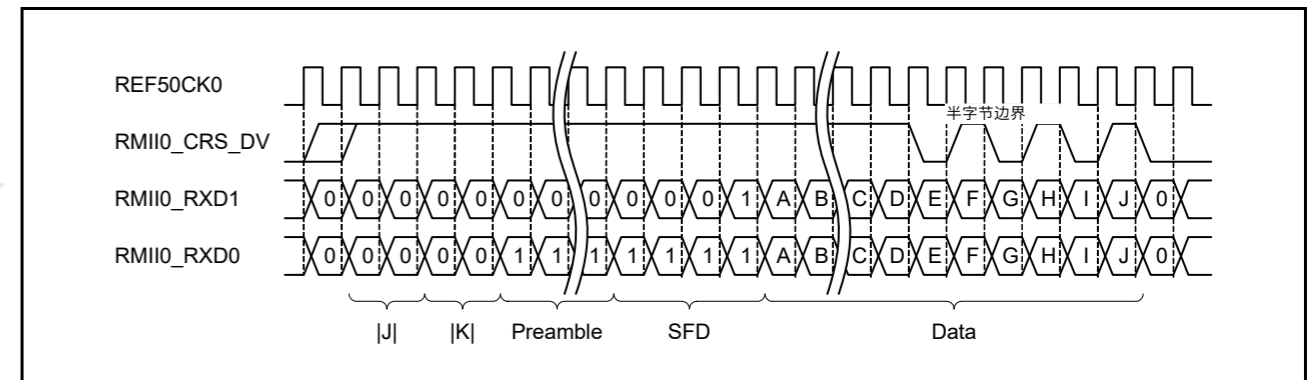 REF50CK0
半字节边界
RMII0_CRS_DV
RMII0_RXD1 0 0 0 0 0 0 0 0 0 0 0 1 A B C D E F G H I J 0
RMII0_RXD0 0 0 0 0 0 1 1 1 1 1 1 1 A B C D E F G H I J 0
|J| |K| Preamble SFD Data